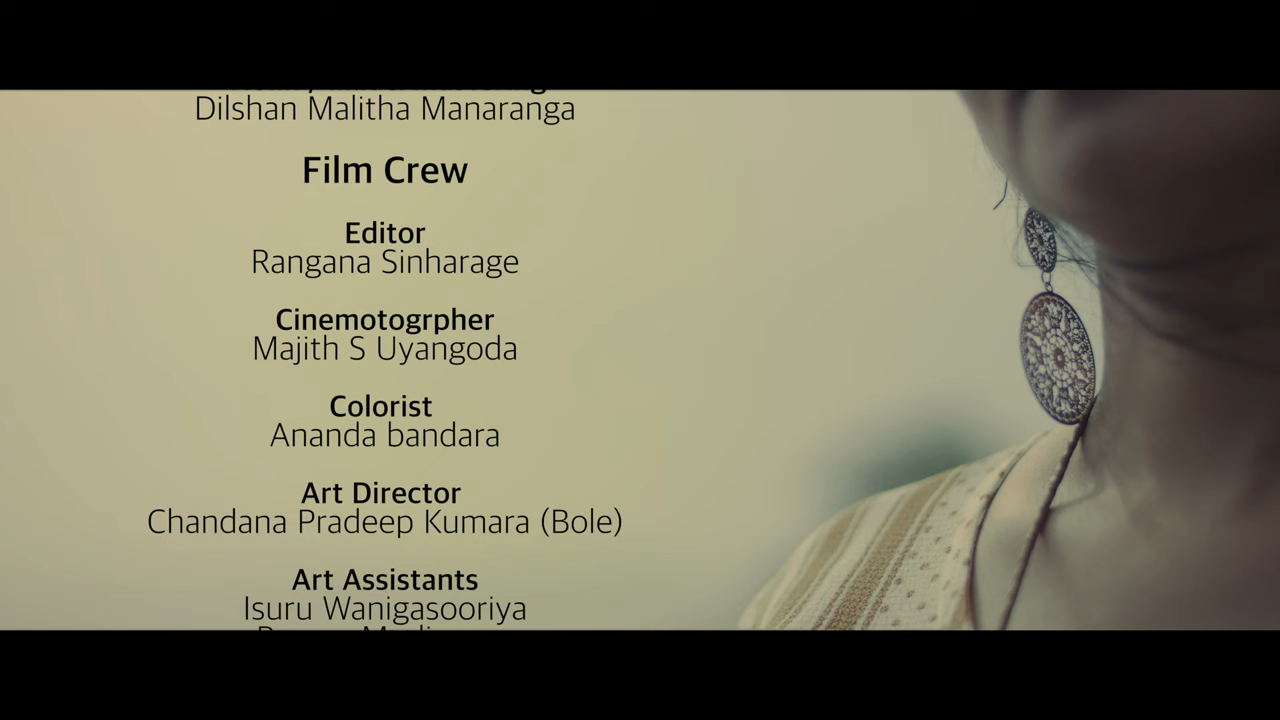 Dilshan Malitha Manaranga
Film Crew
Editor
Rangana Sinharage
Cinemotogrpher
Majith S Uyangoda
Colorist
Ananda bandara
Art Director
Chandana Pradeep Kumara (Bole)
Art Assistants
Isuru Wanigasooriya